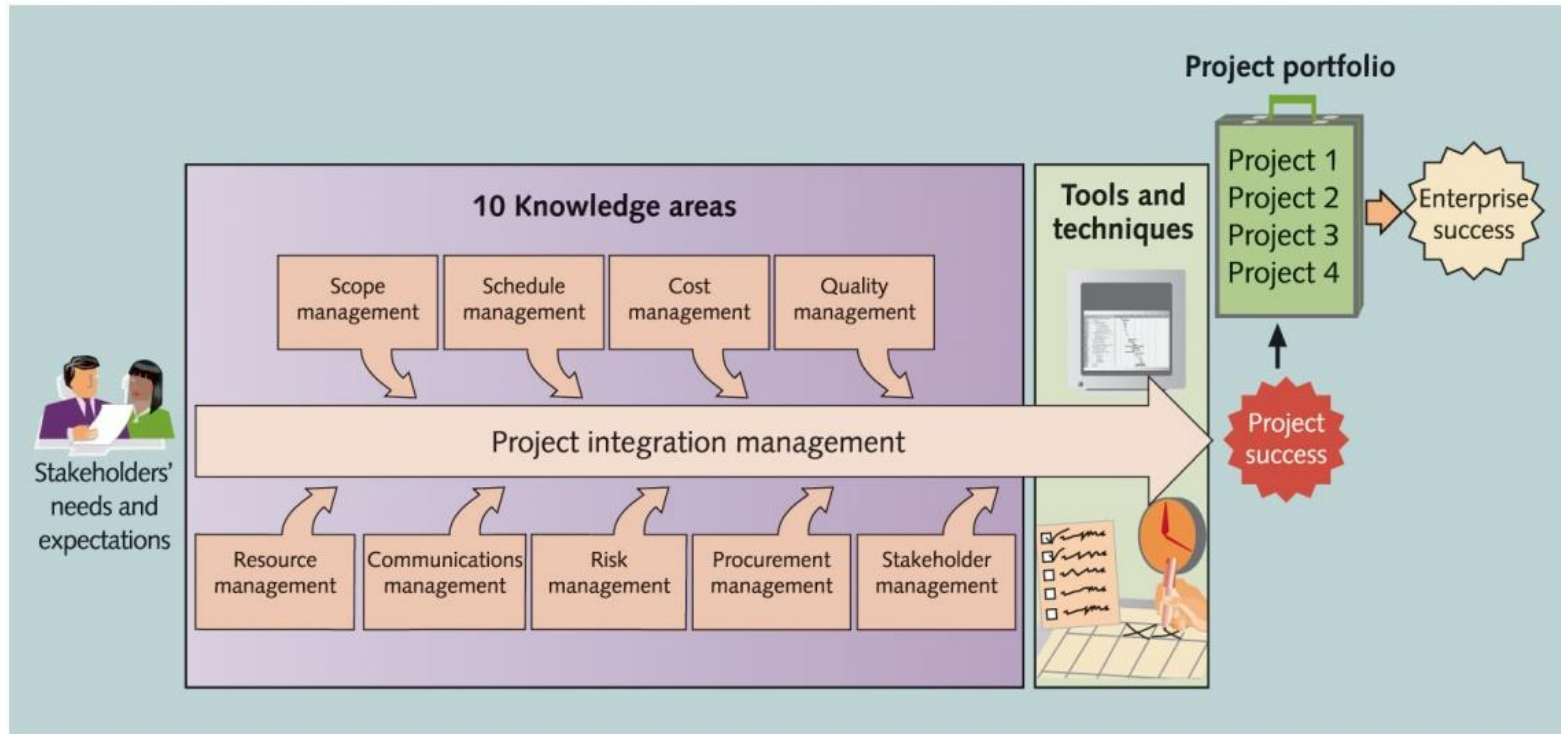 Project portfolio
Project 1
Project 2
Project 3
Project 4
Enterprise
success
10 Knowledge areas
Tools and
techniques
Scope
management
Schedule
management
Cost
management
Quality
management
Stakeholders’
needs and
expectations
Project integration management
Project
success
Resource
management
Communications
management
Risk
management
Procurement
management
Stakeholder
management